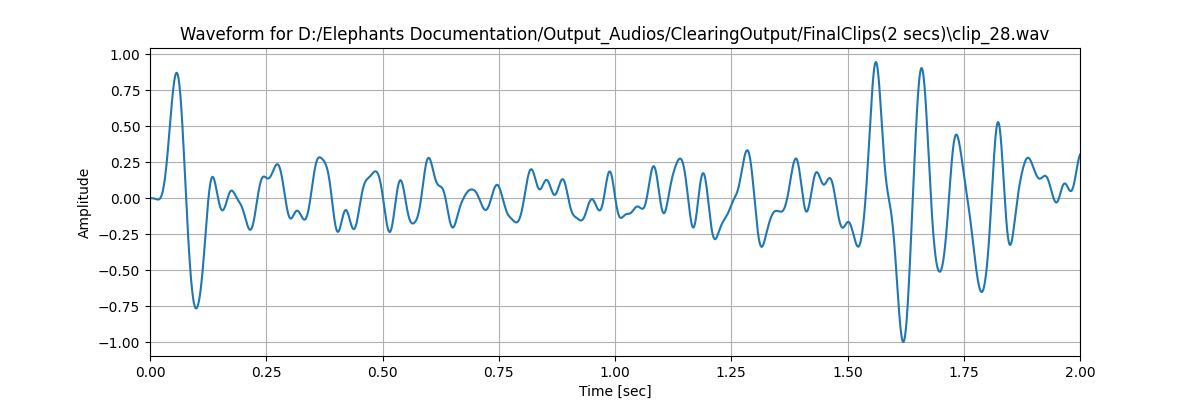 Waveform for D:/Elephants Documentation/Output_Audios/ClearingOutput/FinalClips(2 secs)\clip_28.wav
1.00
0.75
0.50
0.25
0.00
−0.25
−0.50
−0.75
−1.00
Amplitude
0.00 0.25 0.50 0.75 1.00 1.25 1.50 1.75 2.00
Time [sec]